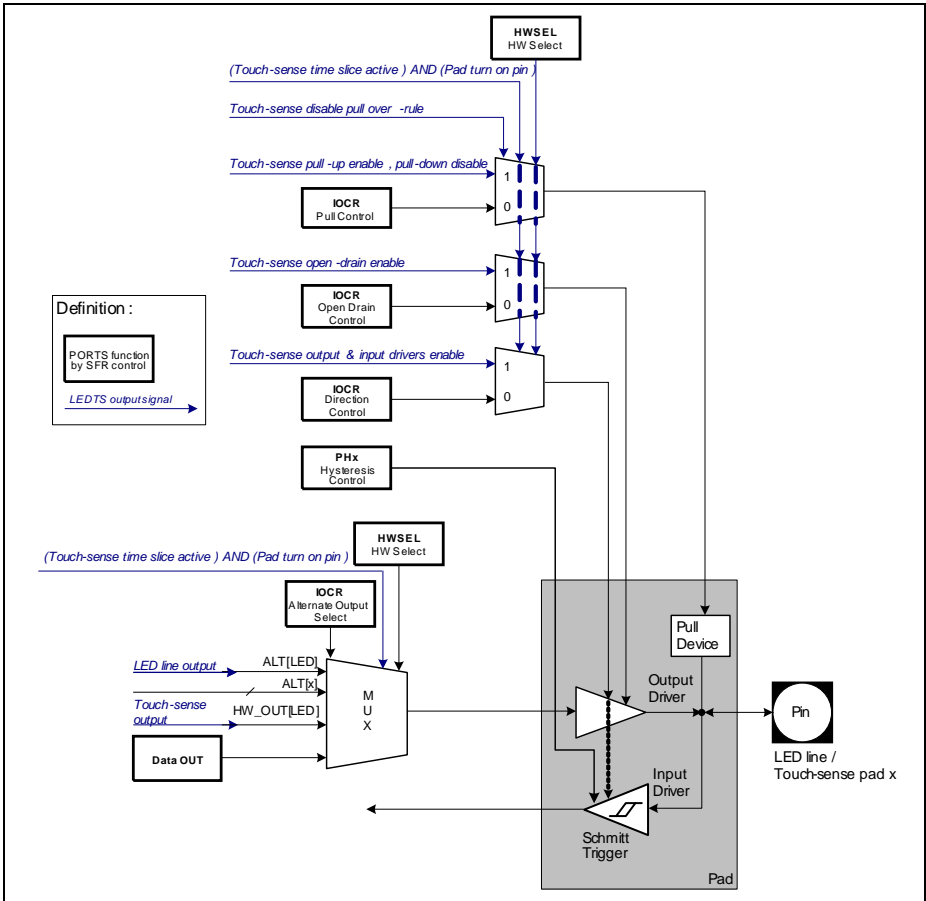 HWSEL
HW Select
(Touch-sense time slice active ) AND (Pad turn on pin )
Touch-sense disable pull over -rule
Touch-sense pull -up enable , pull-down disable
1
0
IOCR
Pull Control
Touch-sense open -drain enable
1
0
IOCR
Open Drain
Control
Definition :
PORTS function
by SFR control
LEDTS output signal
Touch-sense output & input drivers enable
1
0
IOCR
Direction
Control
PHx
Hysteresis
Control
HWSEL
HW Select
(Touch-sense time slice active ) AND (Pad turn on pin )
IOCR
Alternate Output
Select
LED line output
ALT[LED]
ALT[x]
Touch-sense
output
HW_OUT[LED]
Data OUT
M
U
X
Pull
Device
Output
Driver
Pin
LED line /
Touch-sense pad x
Input
Driver
Schmitt
Trigger
Pad